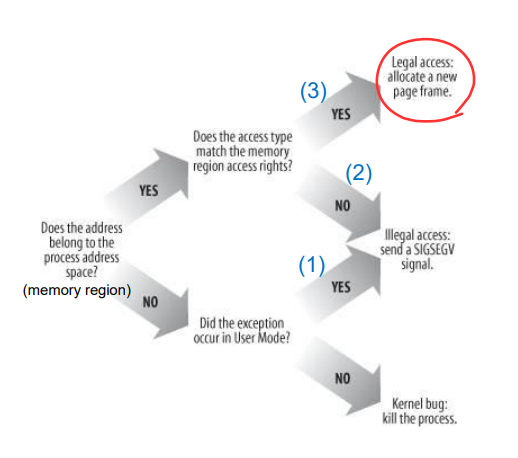 Legal access:
allocate a new
page frame.
(3)
YES
Does the access type
match the memory
region access rights?
(2)
YES
NO
Does the address
belong to the
process address
space?
(memory region)
Illegal access:
send a SIGSEGV
signal.
(1)
YES
NO
Did the exception
occur in User Mode?
NO
Kernel bug:
kill the process.